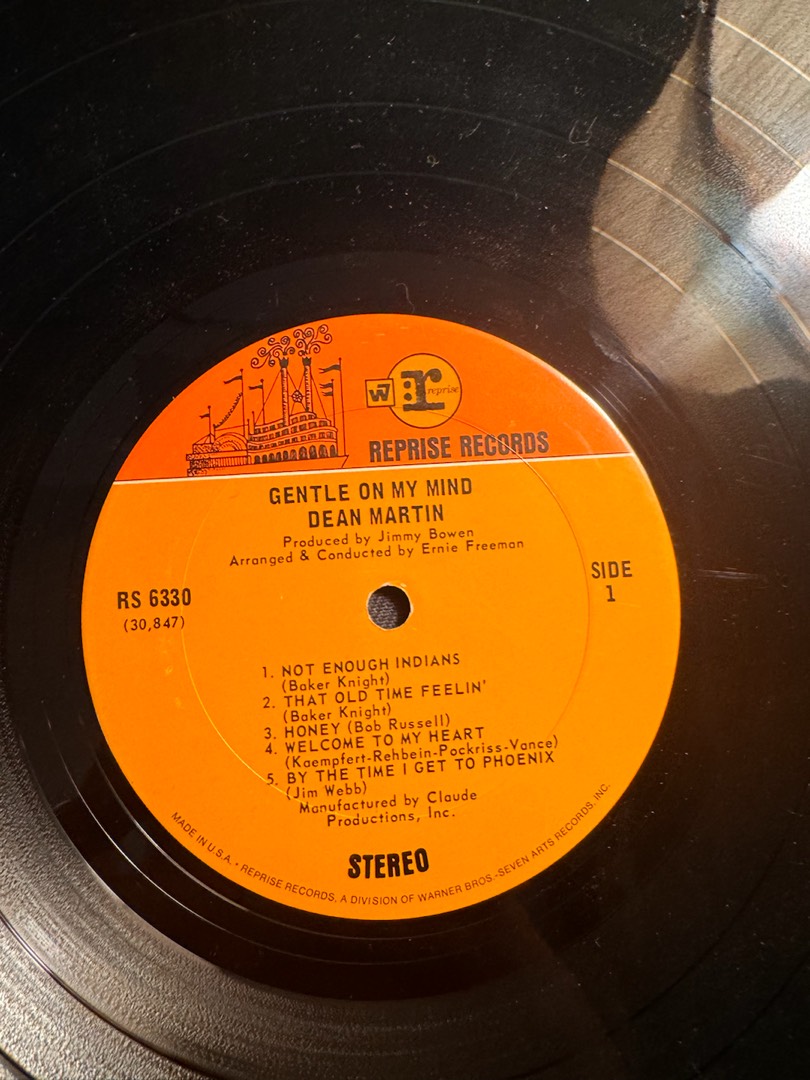 W7
r
reprise
REPRISE RECORDS
GENTLE ON MY MIND
DEAN MARTIN
Produced by Jimmy Bowen
Arranged & Conducted by Ernie Freeman
RS 6330
(30,847)
SIDE
1
1. NOT ENOUGH INDIANS
(Baker Knight)
2. THAT OLD TIME FEELIN'
(Baker Knight)
3. HONEY (Bob Russell)
4. WELCOME TO MY HEART
(Kaempfert-Rehbein-Pockriss-Vance)
5. BY THE TIME I GET TO PHOENIX
(Jim Webb)
Manufactured by Claude
Productions, Inc.
STEREO
MADE IN U.S.A. • REPRISE RECORDS, A DIVISION OF WARNER BROS.-SEVEN ARTS RECORDS, INC.